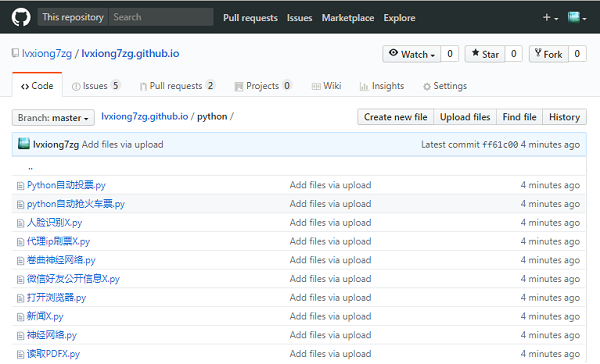 This repository Search Pull requests Issues Marketplace Explore
lvxiong7zg / lvxiong7zg.github.io Watch 0 Star 0 Fork 0
Code Issues 5 Pull requests 2 Projects 0 Wiki Insights Settings
Branch: master lvxiong7zg.github.io / python / Create new file Upload files Find file History
lvxiong7zg Add files via upload Latest commit ff61c00 4 minutes ago
..
Python自动投票.py Add files via upload 4 minutes ago
python自动抢火车票.py Add files via upload 4 minutes ago
人脸识别X.py Add files via upload 4 minutes ago
代理ip刷票X.py Add files via upload 4 minutes ago
卷曲神经网络.py Add files via upload 4 minutes ago
微信好友公开信息X.py Add files via upload 4 minutes ago
打开浏览器.py Add files via upload 4 minutes ago
新闻X.py Add files via upload 4 minutes ago
神经网络.py Add files via upload 4 minutes ago
读取PDFX.py Add files via upload 4 minutes ago